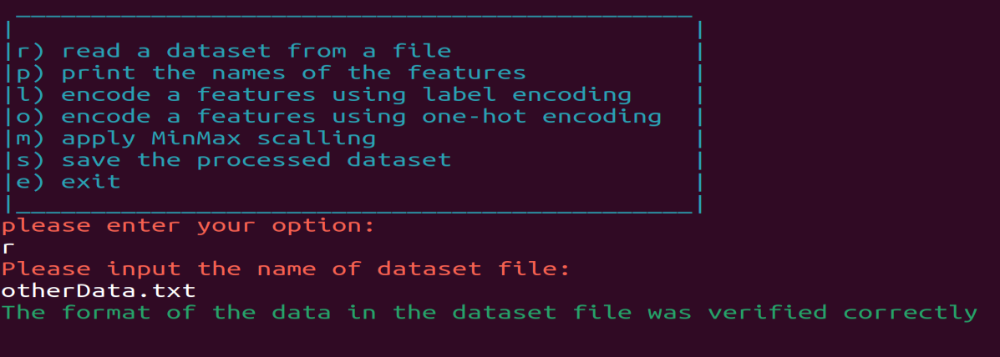 r) read a dataset from a file
p) print the names of the features
l) encode a features using label encoding
o) encode a features using one-hot encoding
m) apply MinMax scalling
s) save the processed dataset
e) exit
please enter your option:
r
Please input the name of dataset file:
otherData.txt
The format of the data in the dataset file was verified correctly